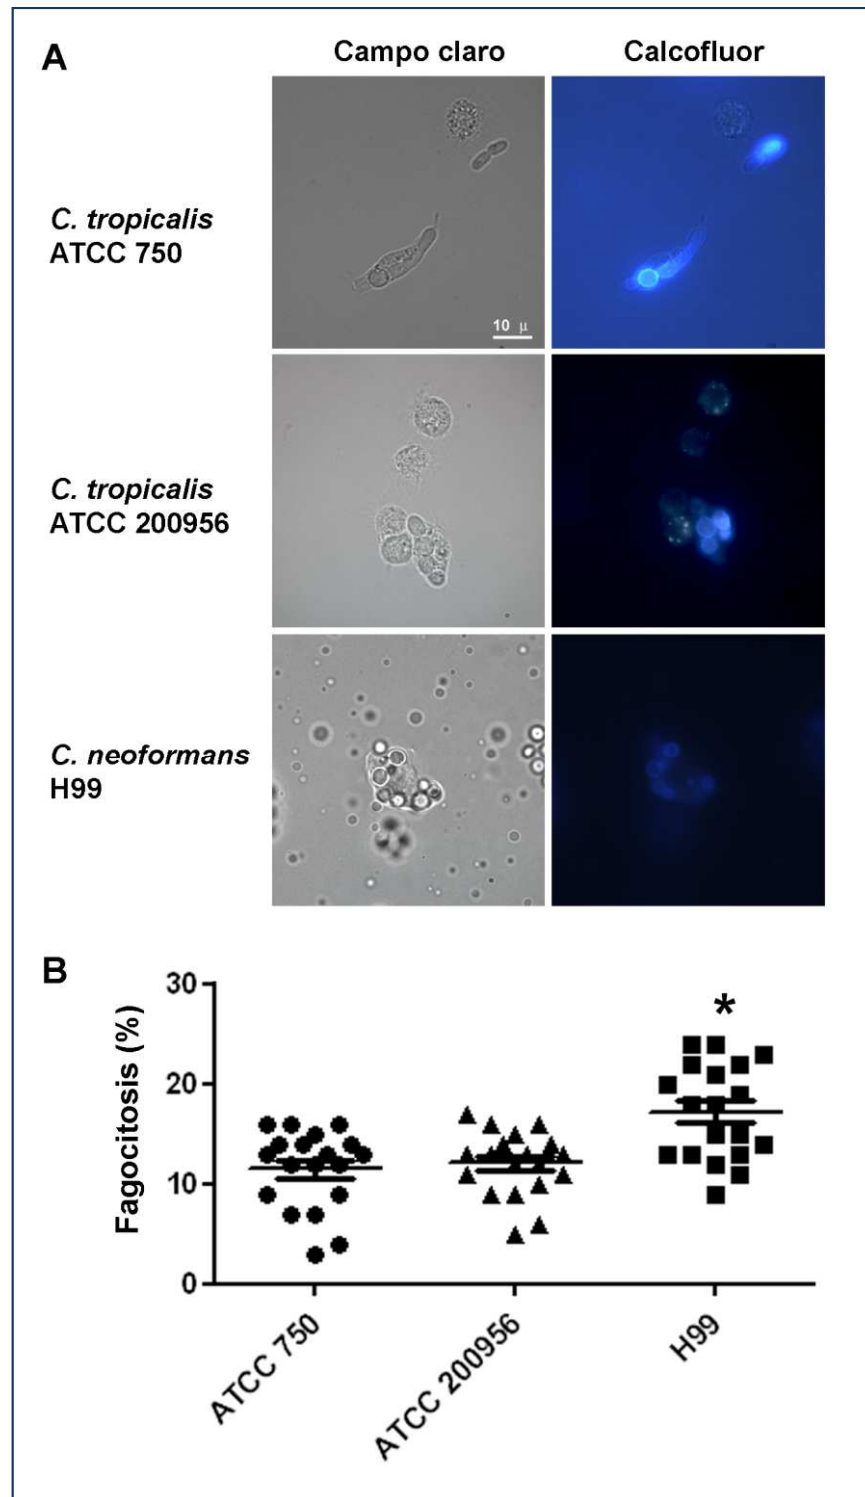 A
Campo claro
Calcofluor
C. tropicalis
ATCC 750
10 μ
C. tropicalis
ATCC 200956
C. neoformans
H99
B
Fagocitosis (%)
30
20
10
0
*
ATCC 750
ATCC 200956
H99